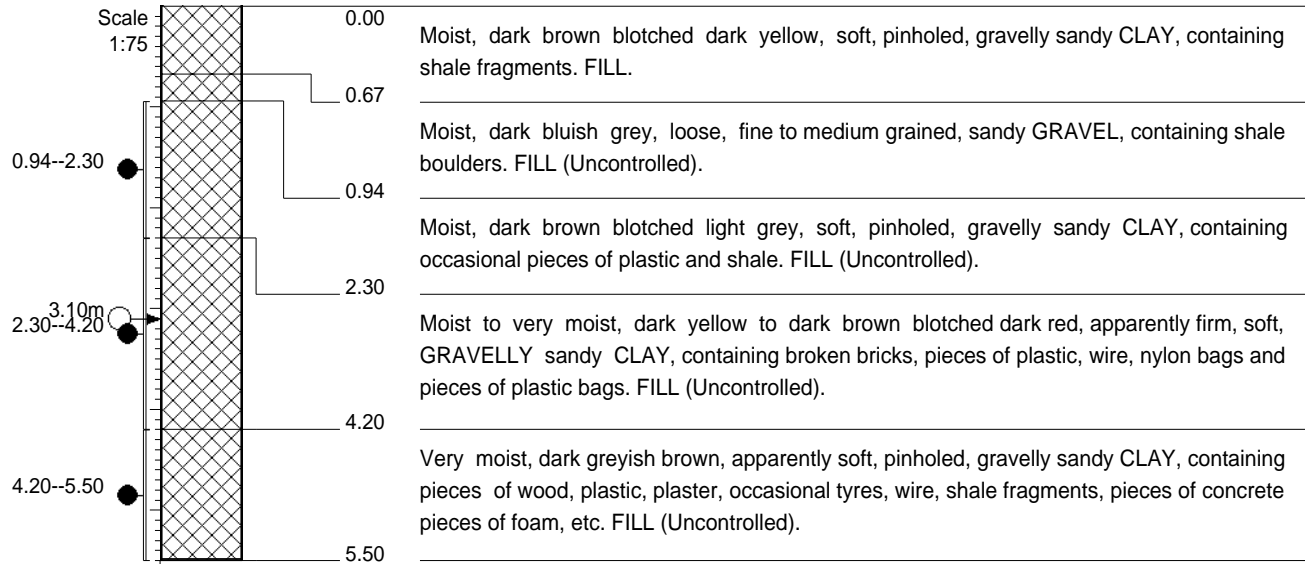 Scale
1:75
0.00
Moist, dark brown blotched dark yellow, soft, pinholed, gravelly sandy CLAY, containing
shale fragments. FILL.
0.67
Moist, dark bluish grey, loose, fine to medium grained, sandy GRAVEL, containing shale
boulders. FILL (Uncontrolled).
0.94--2.30
0.94
Moist, dark brown blotched light grey, soft, pinholed, gravelly sandy CLAY, containing
occasional pieces of plastic and shale. FILL (Uncontrolled).
2.30
3.10m
2.30--4.20
Moist to very moist, dark yellow to dark brown blotched dark red, apparently firm, soft,
GRAVELLY sandy CLAY, containing broken bricks, pieces of plastic, wire, nylon bags and
pieces of plastic bags. FILL (Uncontrolled).
4.20
Very moist, dark greyish brown, apparently soft, pinholed, gravelly sandy CLAY, containing
4.20--5.50
pieces of wood, plastic, plaster, occasional tyres, wire, shale fragments, pieces of concrete
pieces of foam, etc. FILL (Uncontrolled).
5.50